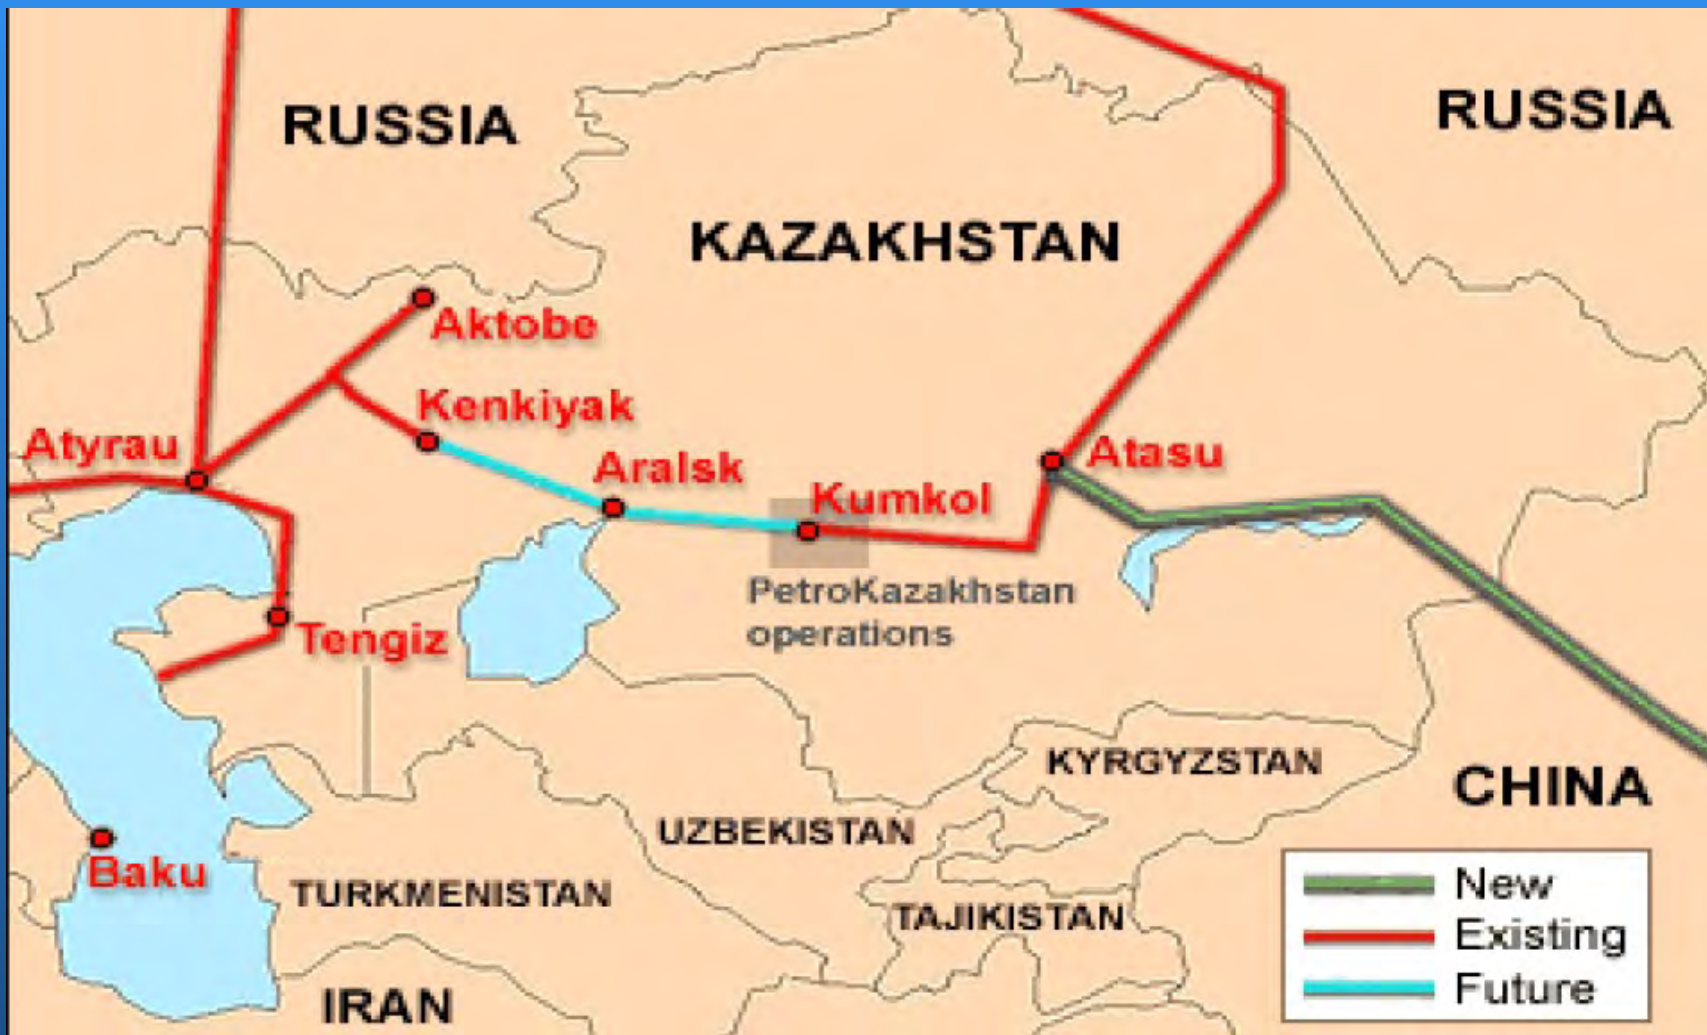 RUSSIA
RUSSIA
KAZAKHSTAN
Aktobe
Kenkiyak
Atyrau
Aralsk
Atasu
Kumkol
PetroKazakhstan
operations
Tengiz
KYRGYZSTAN
CHINA
UZBEKISTAN
Baku
TURKMENISTAN
TAJIKISTAN
IRAN
New
Existing
Future